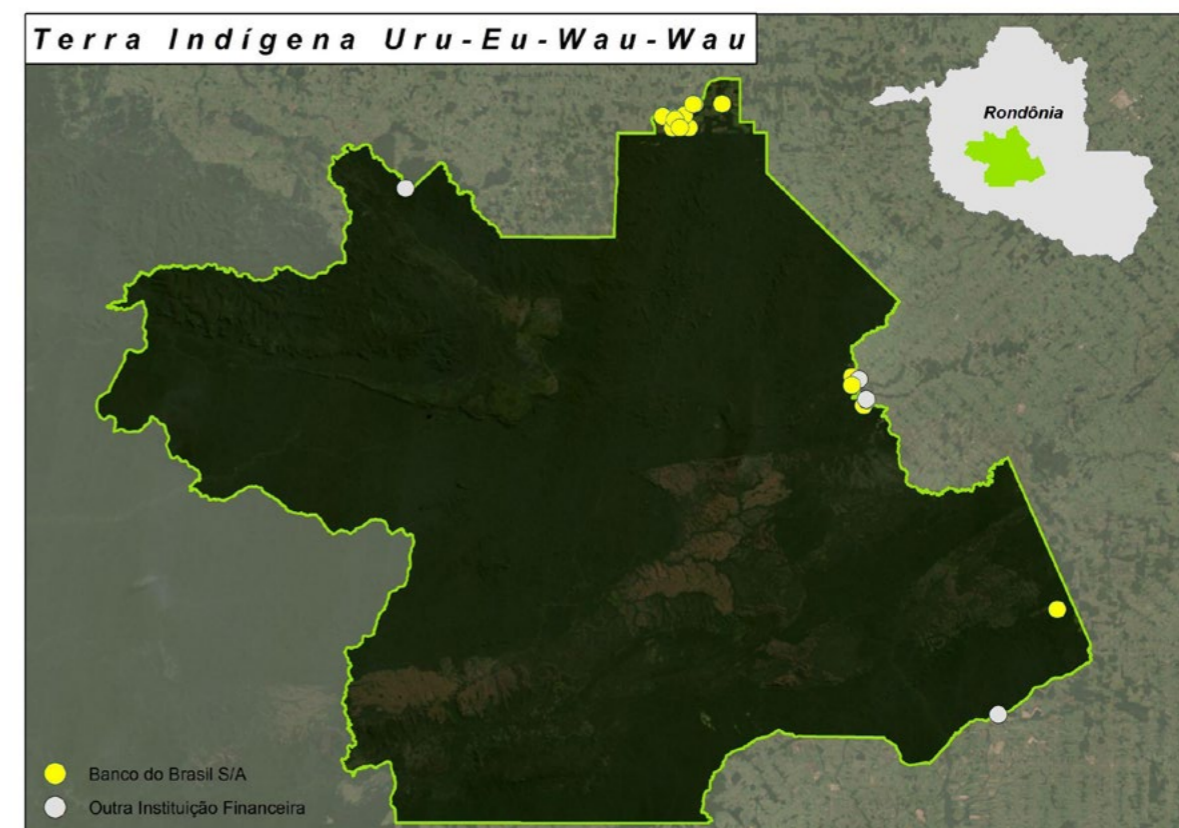 Terra Indígena Uru-Eu-Wau-Wau
Rondônia
Banco do Brasil S/A
Outra Instituição Financeira